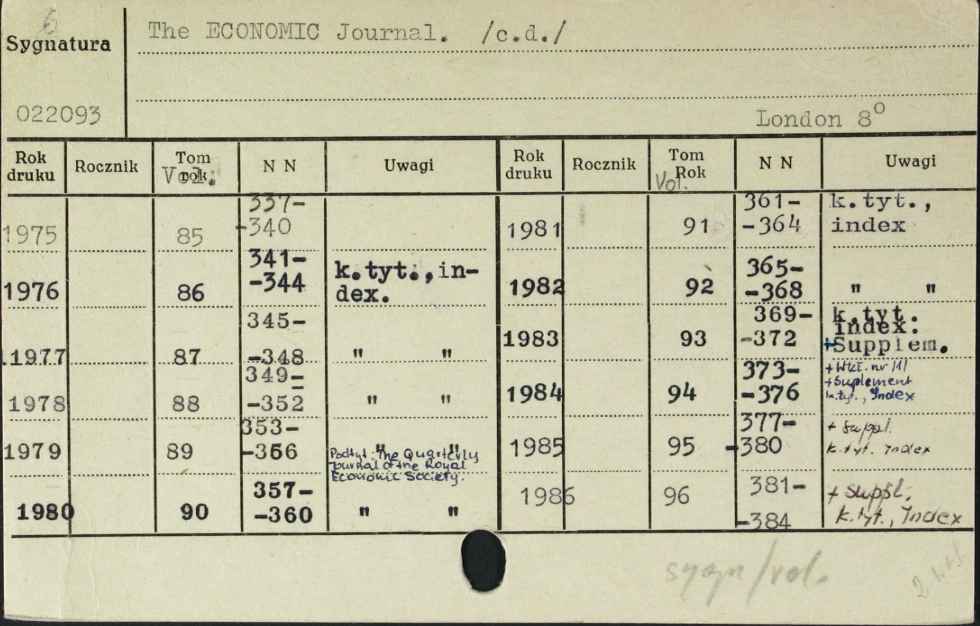 6
Sygnatura
The ECONOMIC Journal. /c.d./
022093
London 8°
Rok druku Rocznik Tom rok Vol. N N Uwagi Rok druku Rocznik Tom Rok Vol. N N Uwagi
1975 85 337-
-340
1976 86 341-
-344 k.tyt., in-
dex.
1977 87 345-
-348 " "
1978 88 349-
-352 " "
1979 89 353-
-356 " "
Podtyt: The Quarterly
journal of the Royal
Economic Society.
1980 90 357-
-360 " "
1981 91 361-
-364 k.tyt.,
index
1982 92 365-
-368 " "
1983 93 369-
-372 k.tyt.
index.
+Supplem.
1984 94 373-
-376
+Suplement
k.tyt., Index
1985 95 377-
-380 + Suppl.
k.tyt. Index
1986 96 381-
-384 + Suppl.
k.tyt., Index
sygn/vol.